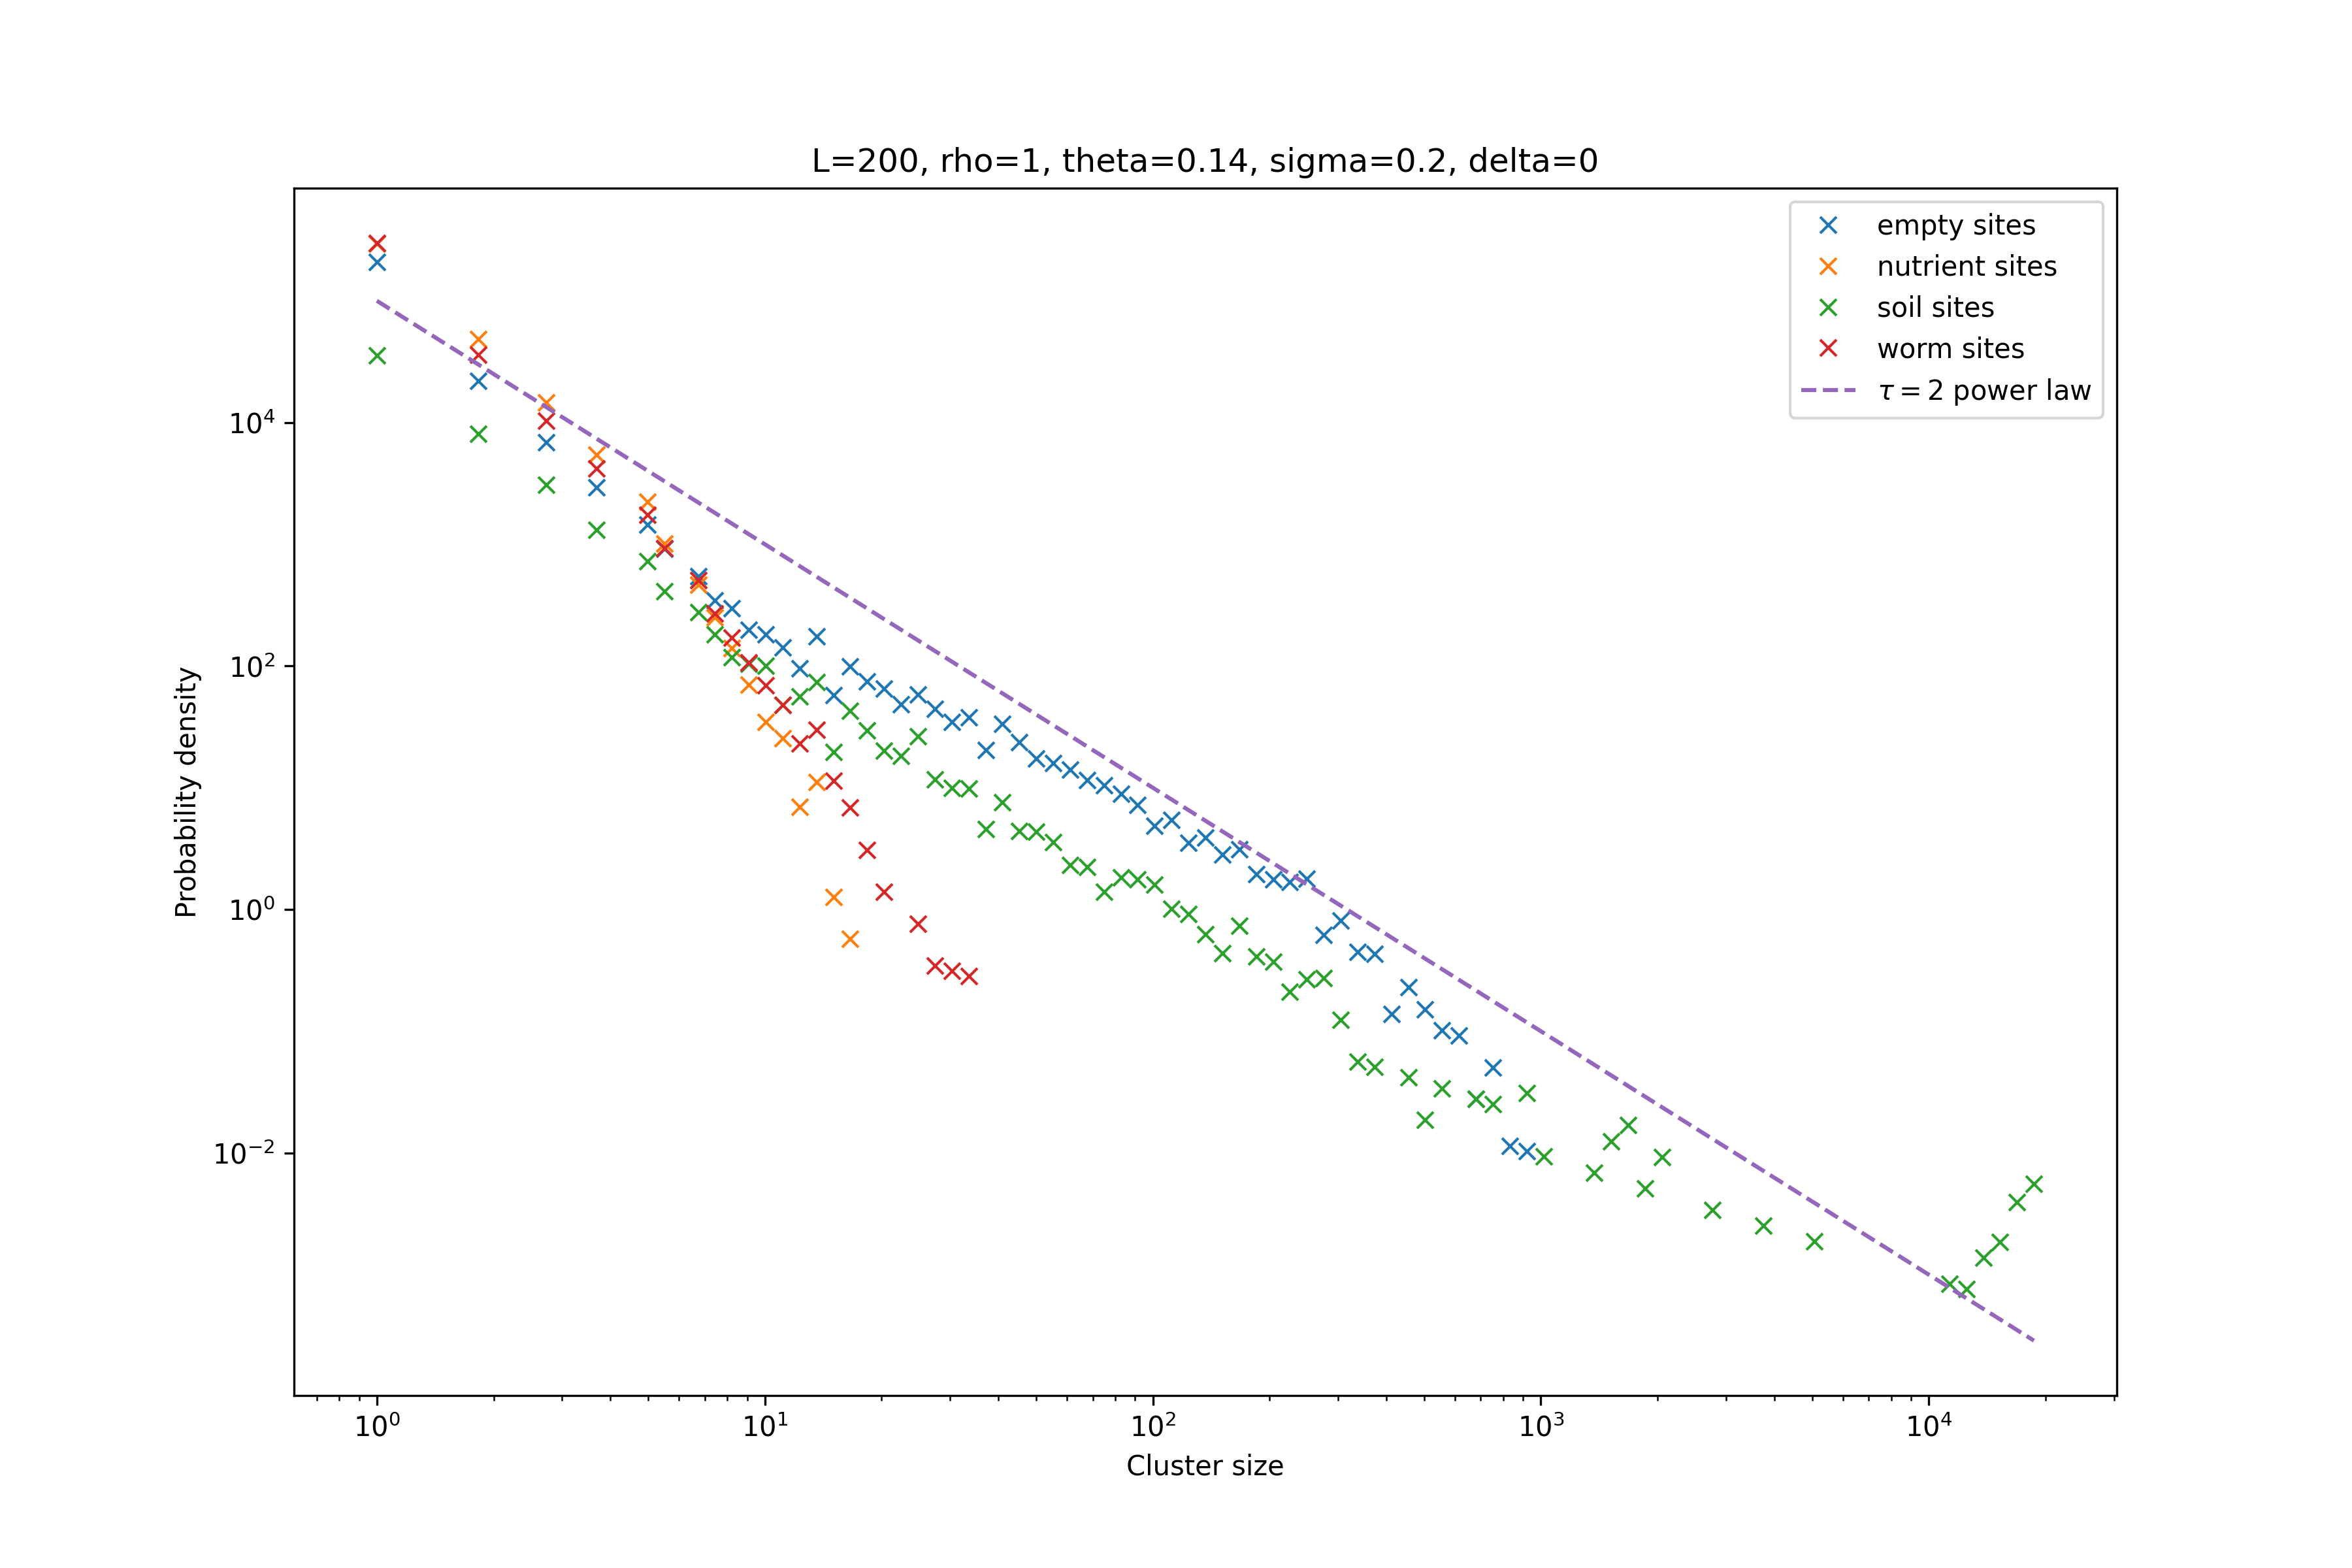 L=200, rho=1, theta=0.14, sigma=0.2, delta=0
empty sites
nutrient sites
soil sites
worm sites
τ = 2 power law
Probability density
10⁴
10²
10⁰
10⁻²
10⁰ 10¹ 10² 10³ 10⁴
Cluster size